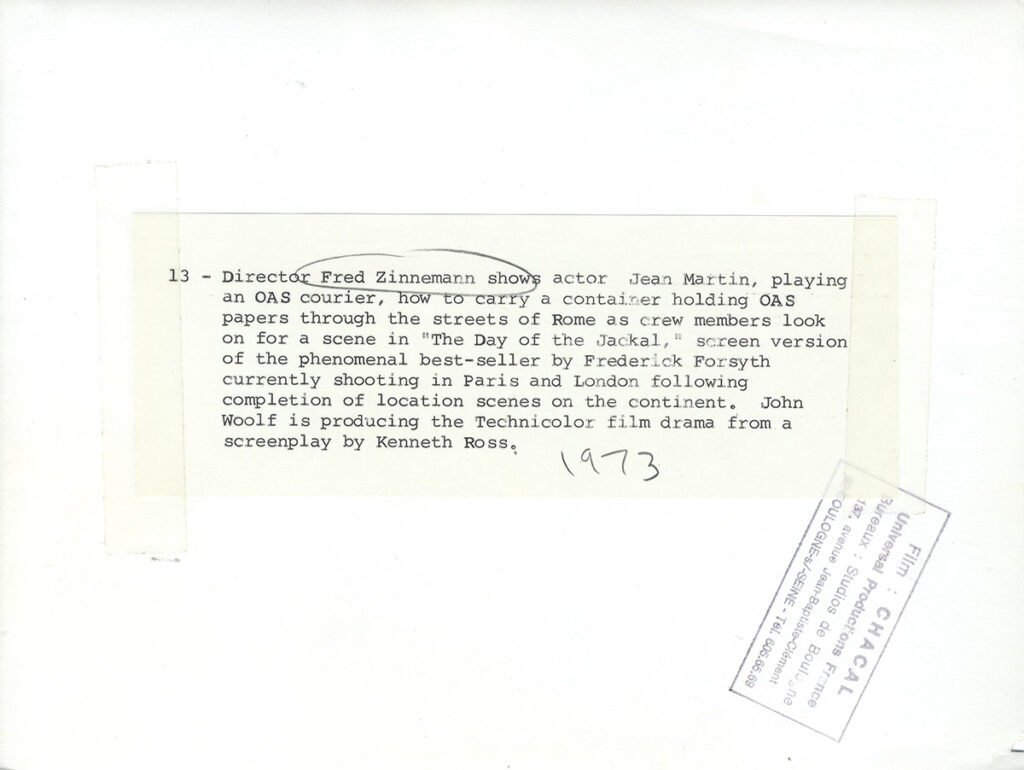 13 - Director Fred Zinnemann shows actor Jean Martin, playing
an OAS courier, how to carry a container holding OAS
papers through the streets of Rome as crew members look
on for a scene in "The Day of the Jackal," screen version
of the phenomenal best-seller by Frederick Forsyth
currently shooting in Paris and London following
completion of location scenes on the continent. John
Woolf is producing the Technicolor film drama from a
screenplay by Kenneth Ross.
1973
Film : CHACAL
Universal Productions France
Bureaux : Studios de Boulogne
137, avenue Jean-Baptiste-Clément
BOULOGNE-s/-SEINE - Tél. 605.65.69